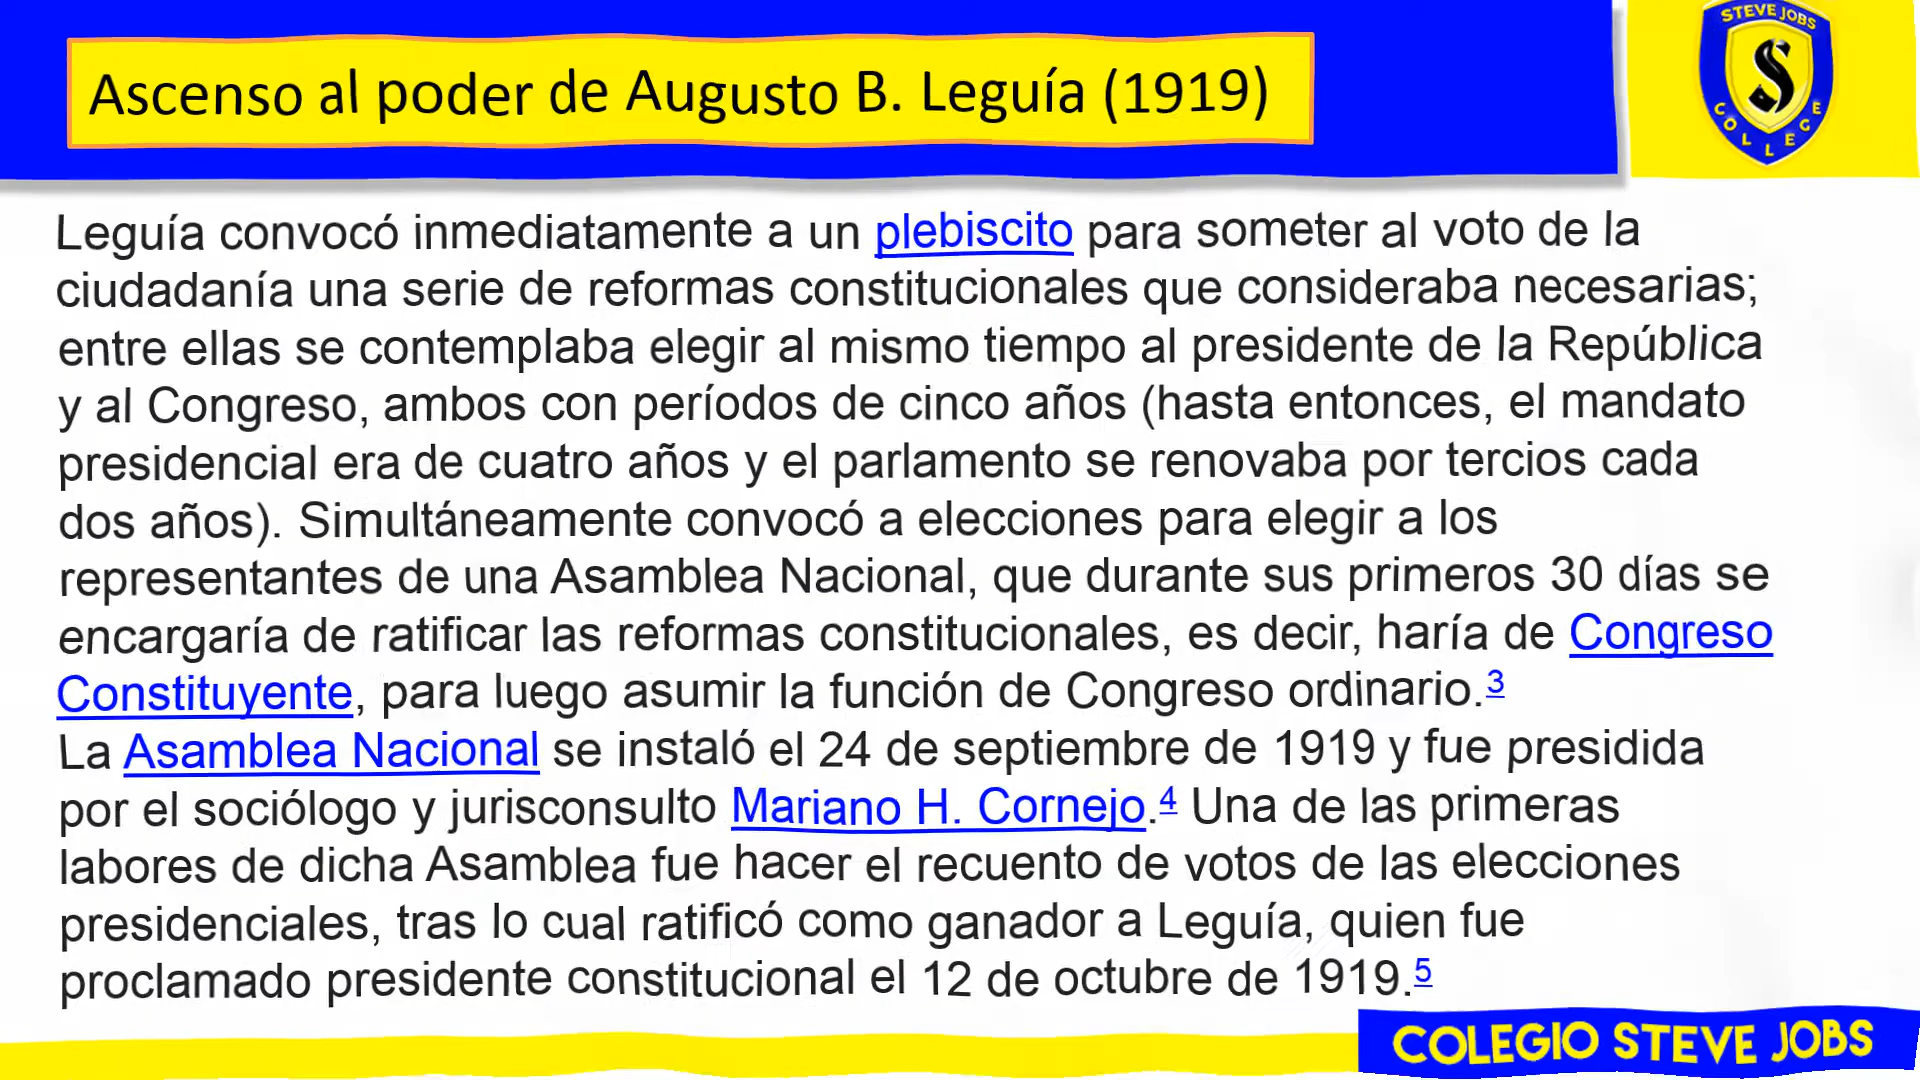 Ascenso al poder de Augusto B. Leguía (1919)
STEVE JOBS
S
COLLEGE
Leguía convocó inmediatamente a un plebiscito para someter al voto de la
ciudadanía una serie de reformas constitucionales que consideraba necesarias;
entre ellas se contemplaba elegir al mismo tiempo al presidente de la República
y al Congreso, ambos con períodos de cinco años (hasta entonces, el mandato
presidencial era de cuatro años y el parlamento se renovaba por tercios cada
dos años). Simultáneamente convocó a elecciones para elegir a los
representantes de una Asamblea Nacional, que durante sus primeros 30 días se
encargaría de ratificar las reformas constitucionales, es decir, haría de Congreso
Constituyente, para luego asumir la función de Congreso ordinario.3
La Asamblea Nacional se instaló el 24 de septiembre de 1919 y fue presidida
por el sociólogo y jurisconsulto Mariano H. Cornejo.4 Una de las primeras
labores de dicha Asamblea fue hacer el recuento de votos de las elecciones
presidenciales, tras lo cual ratificó como ganador a Leguía, quien fue
proclamado presidente constitucional el 12 de octubre de 1919.5
COLEGIO STEVE JOBS